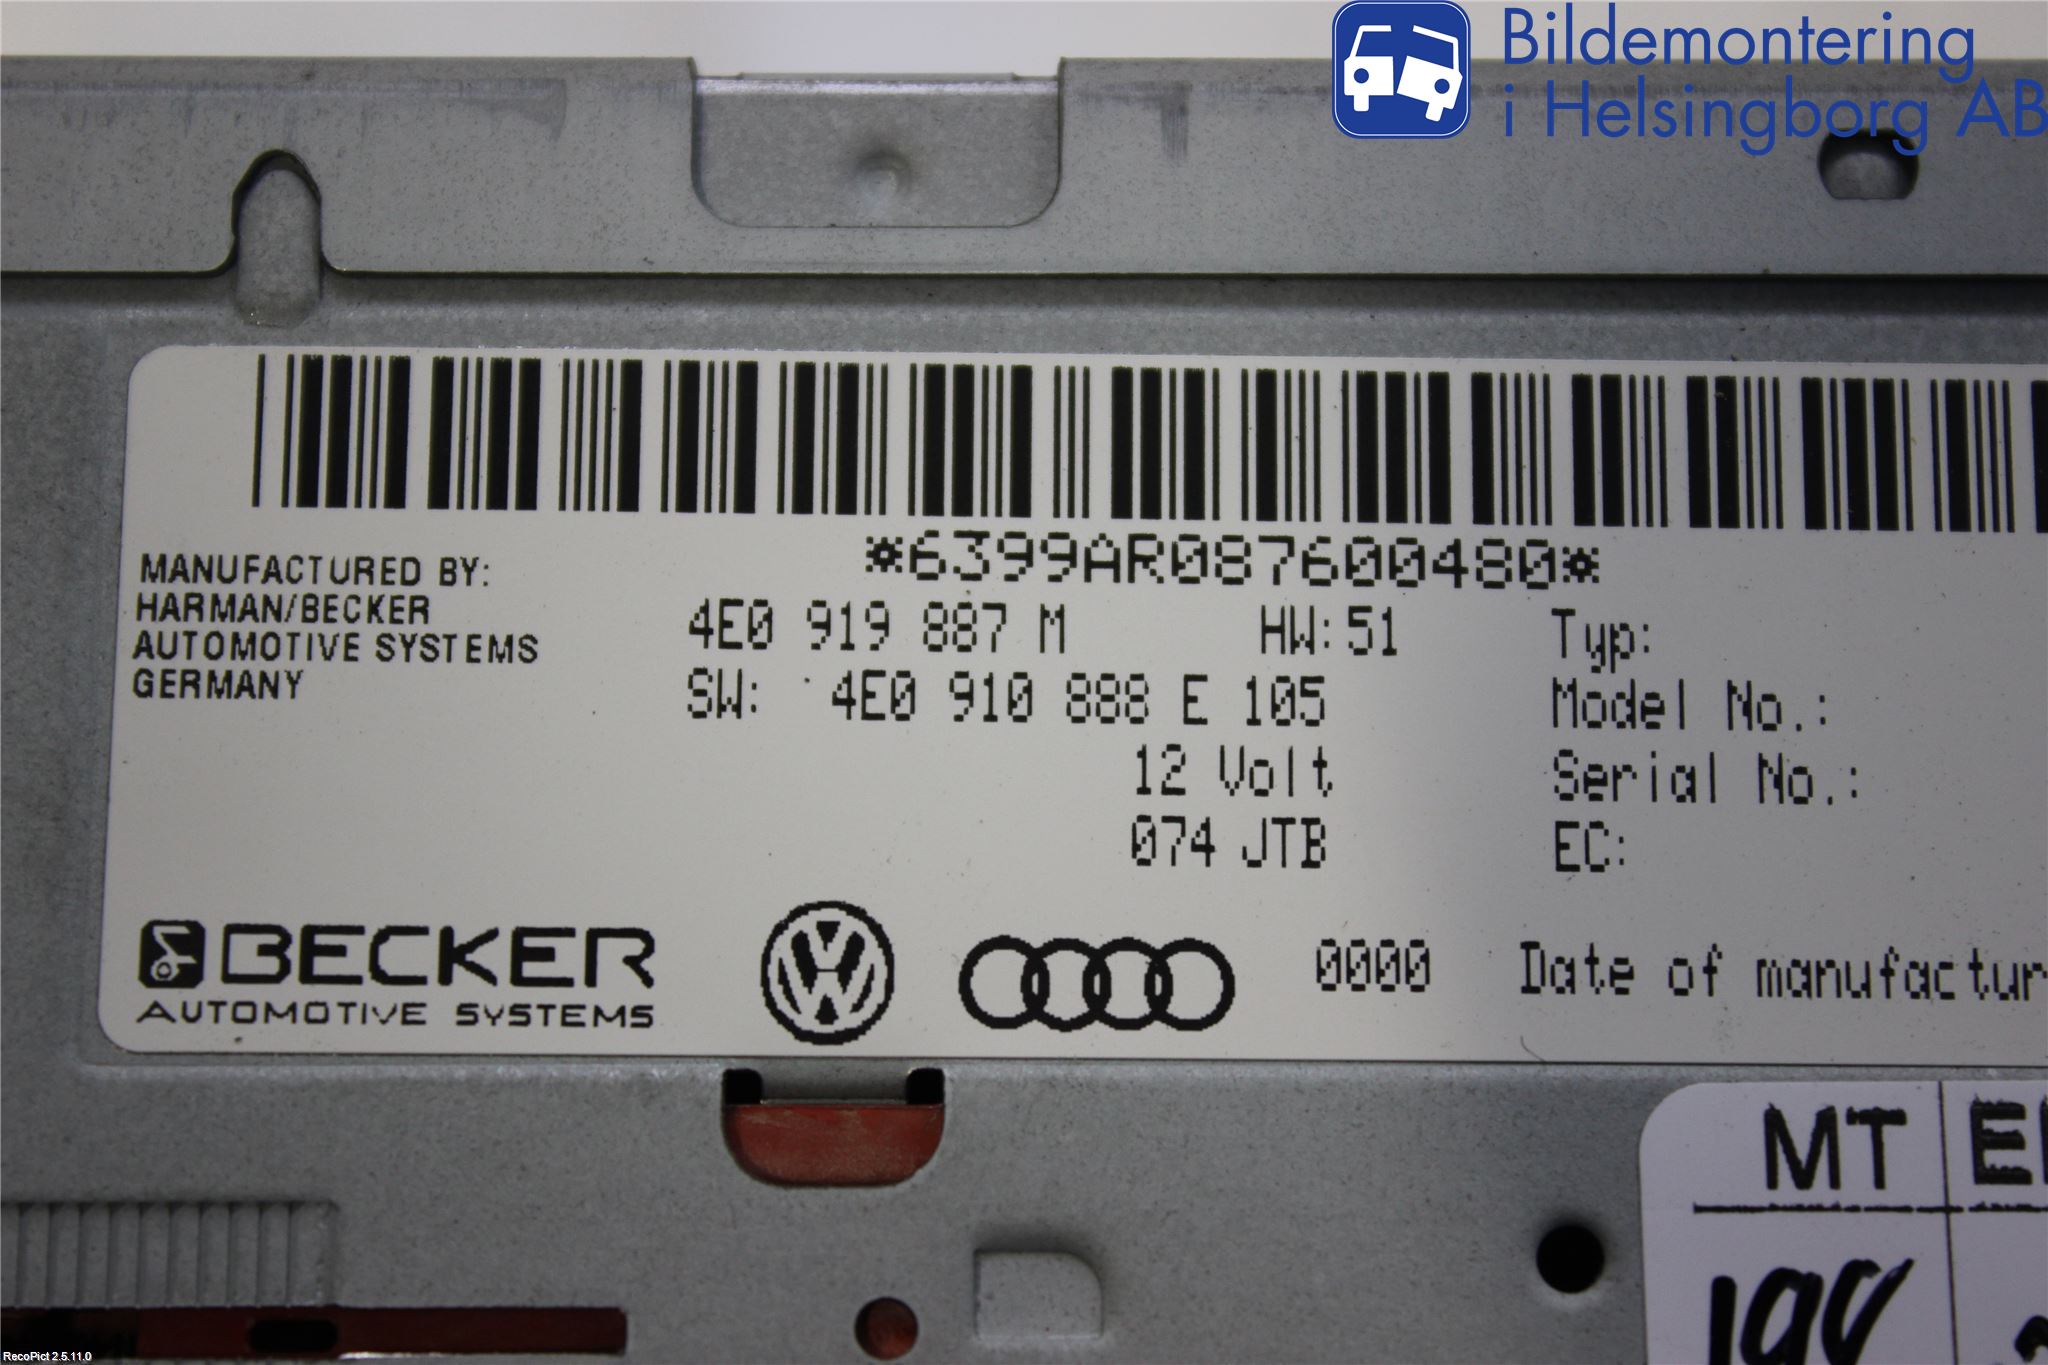 Bildemontering
i Helsingborg AB
*6399AR087600480*
MANUFACTURED BY:
HARMAN/BECKER
AUTOMOTIVE SYSTEMS
GERMANY
4E0 919 887 M HW:51
SW: 4E0 910 888 E 105
12 Volt
074 JTB
Typ:
Model No.:
Serial No.:
EC:
BECKER
AUTOMOTIVE SYSTEMS
0000 Date of manufactur
MT
RecoPict 2.5.11.0